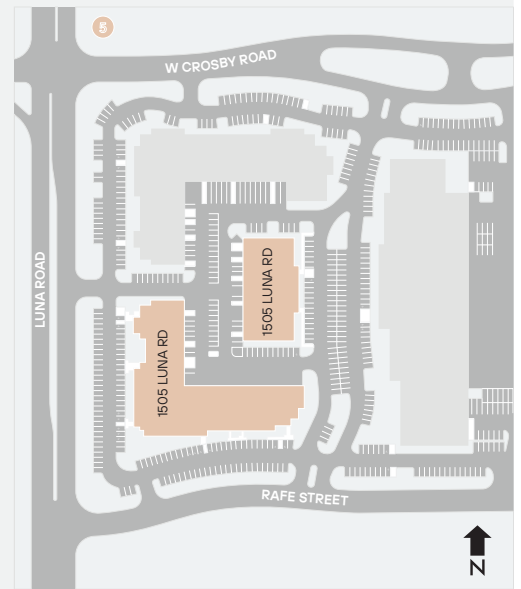 5
W CROSBY ROAD
LUNA ROAD
1505 LUNA RD
1505 LUNA RD
RAFE STREET
N